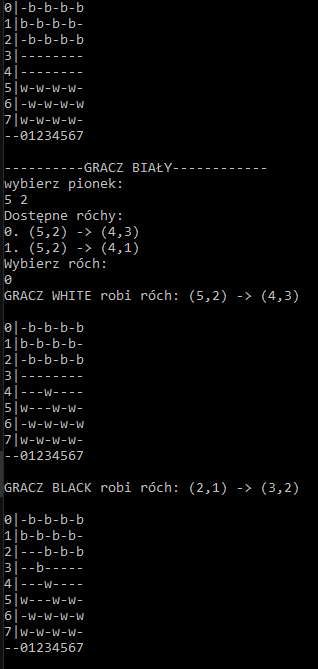 0|-b-b-b-b
1|b-b-b-b-
2|-b-b-b-b
3|--------
4|--------
5|w-w-w-w-
6|-w-w-w-w
7|w-w-w-w-
--01234567
----------GRACZ BIAŁY------------
wybierz pionek:
5 2
Dostępne róchy:
0. (5,2) -> (4,3)
1. (5,2) -> (4,1)
Wybierz róch:
0
GRACZ WHITE robi róch: (5,2) -> (4,3)
0|-b-b-b-b
1|b-b-b-b-
2|-b-b-b-b
3|--------
4|---w----
5|w---w-w-
6|-w-w-w-w
7|w-w-w-w-
--01234567
GRACZ BLACK robi róch: (2,1) -> (3,2)
0|-b-b-b-b
1|b-b-b-b-
2|---b-b-b
3|--b-----
4|---w----
5|w---w-w-
6|-w-w-w-w
7|w-w-w-w-
--01234567